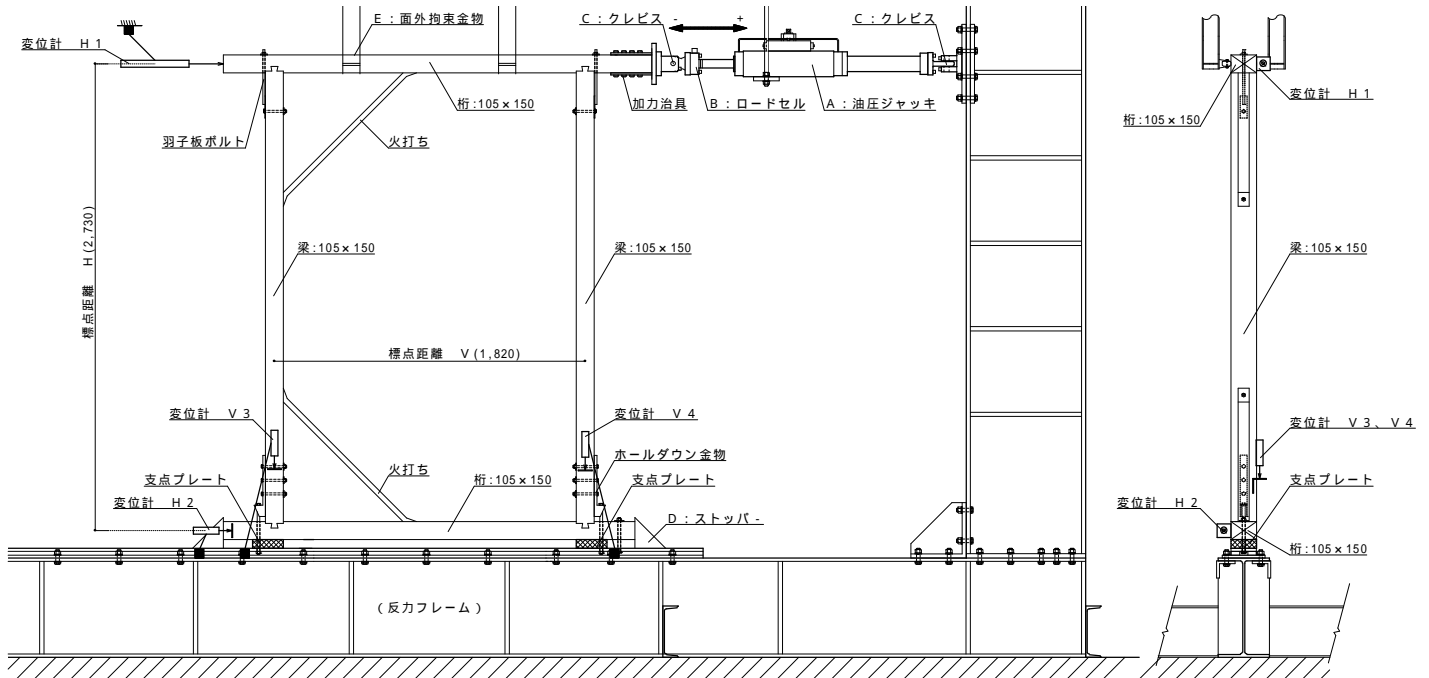 E：面外拘束金物
C：クレビス
- +
C：クレビス
変位計 H1
桁:105×150
加力治具
B：ロードセル
A：油圧ジャッキ
羽子板ボルト
火打ち
標点距離 H(2,730)
梁:105×150
梁:105×150
標点距離 V(1,820)
変位計 V3
変位計 V4
ホールダウン金物
支点プレート
火打ち
桁:105×150
支点プレート
変位計 H2
D：ストッパ-
(反力フレーム)
変位計 H1
桁:105×150
梁:105×150
変位計 V3、V4
支点プレート
変位計 H2
桁:105×150